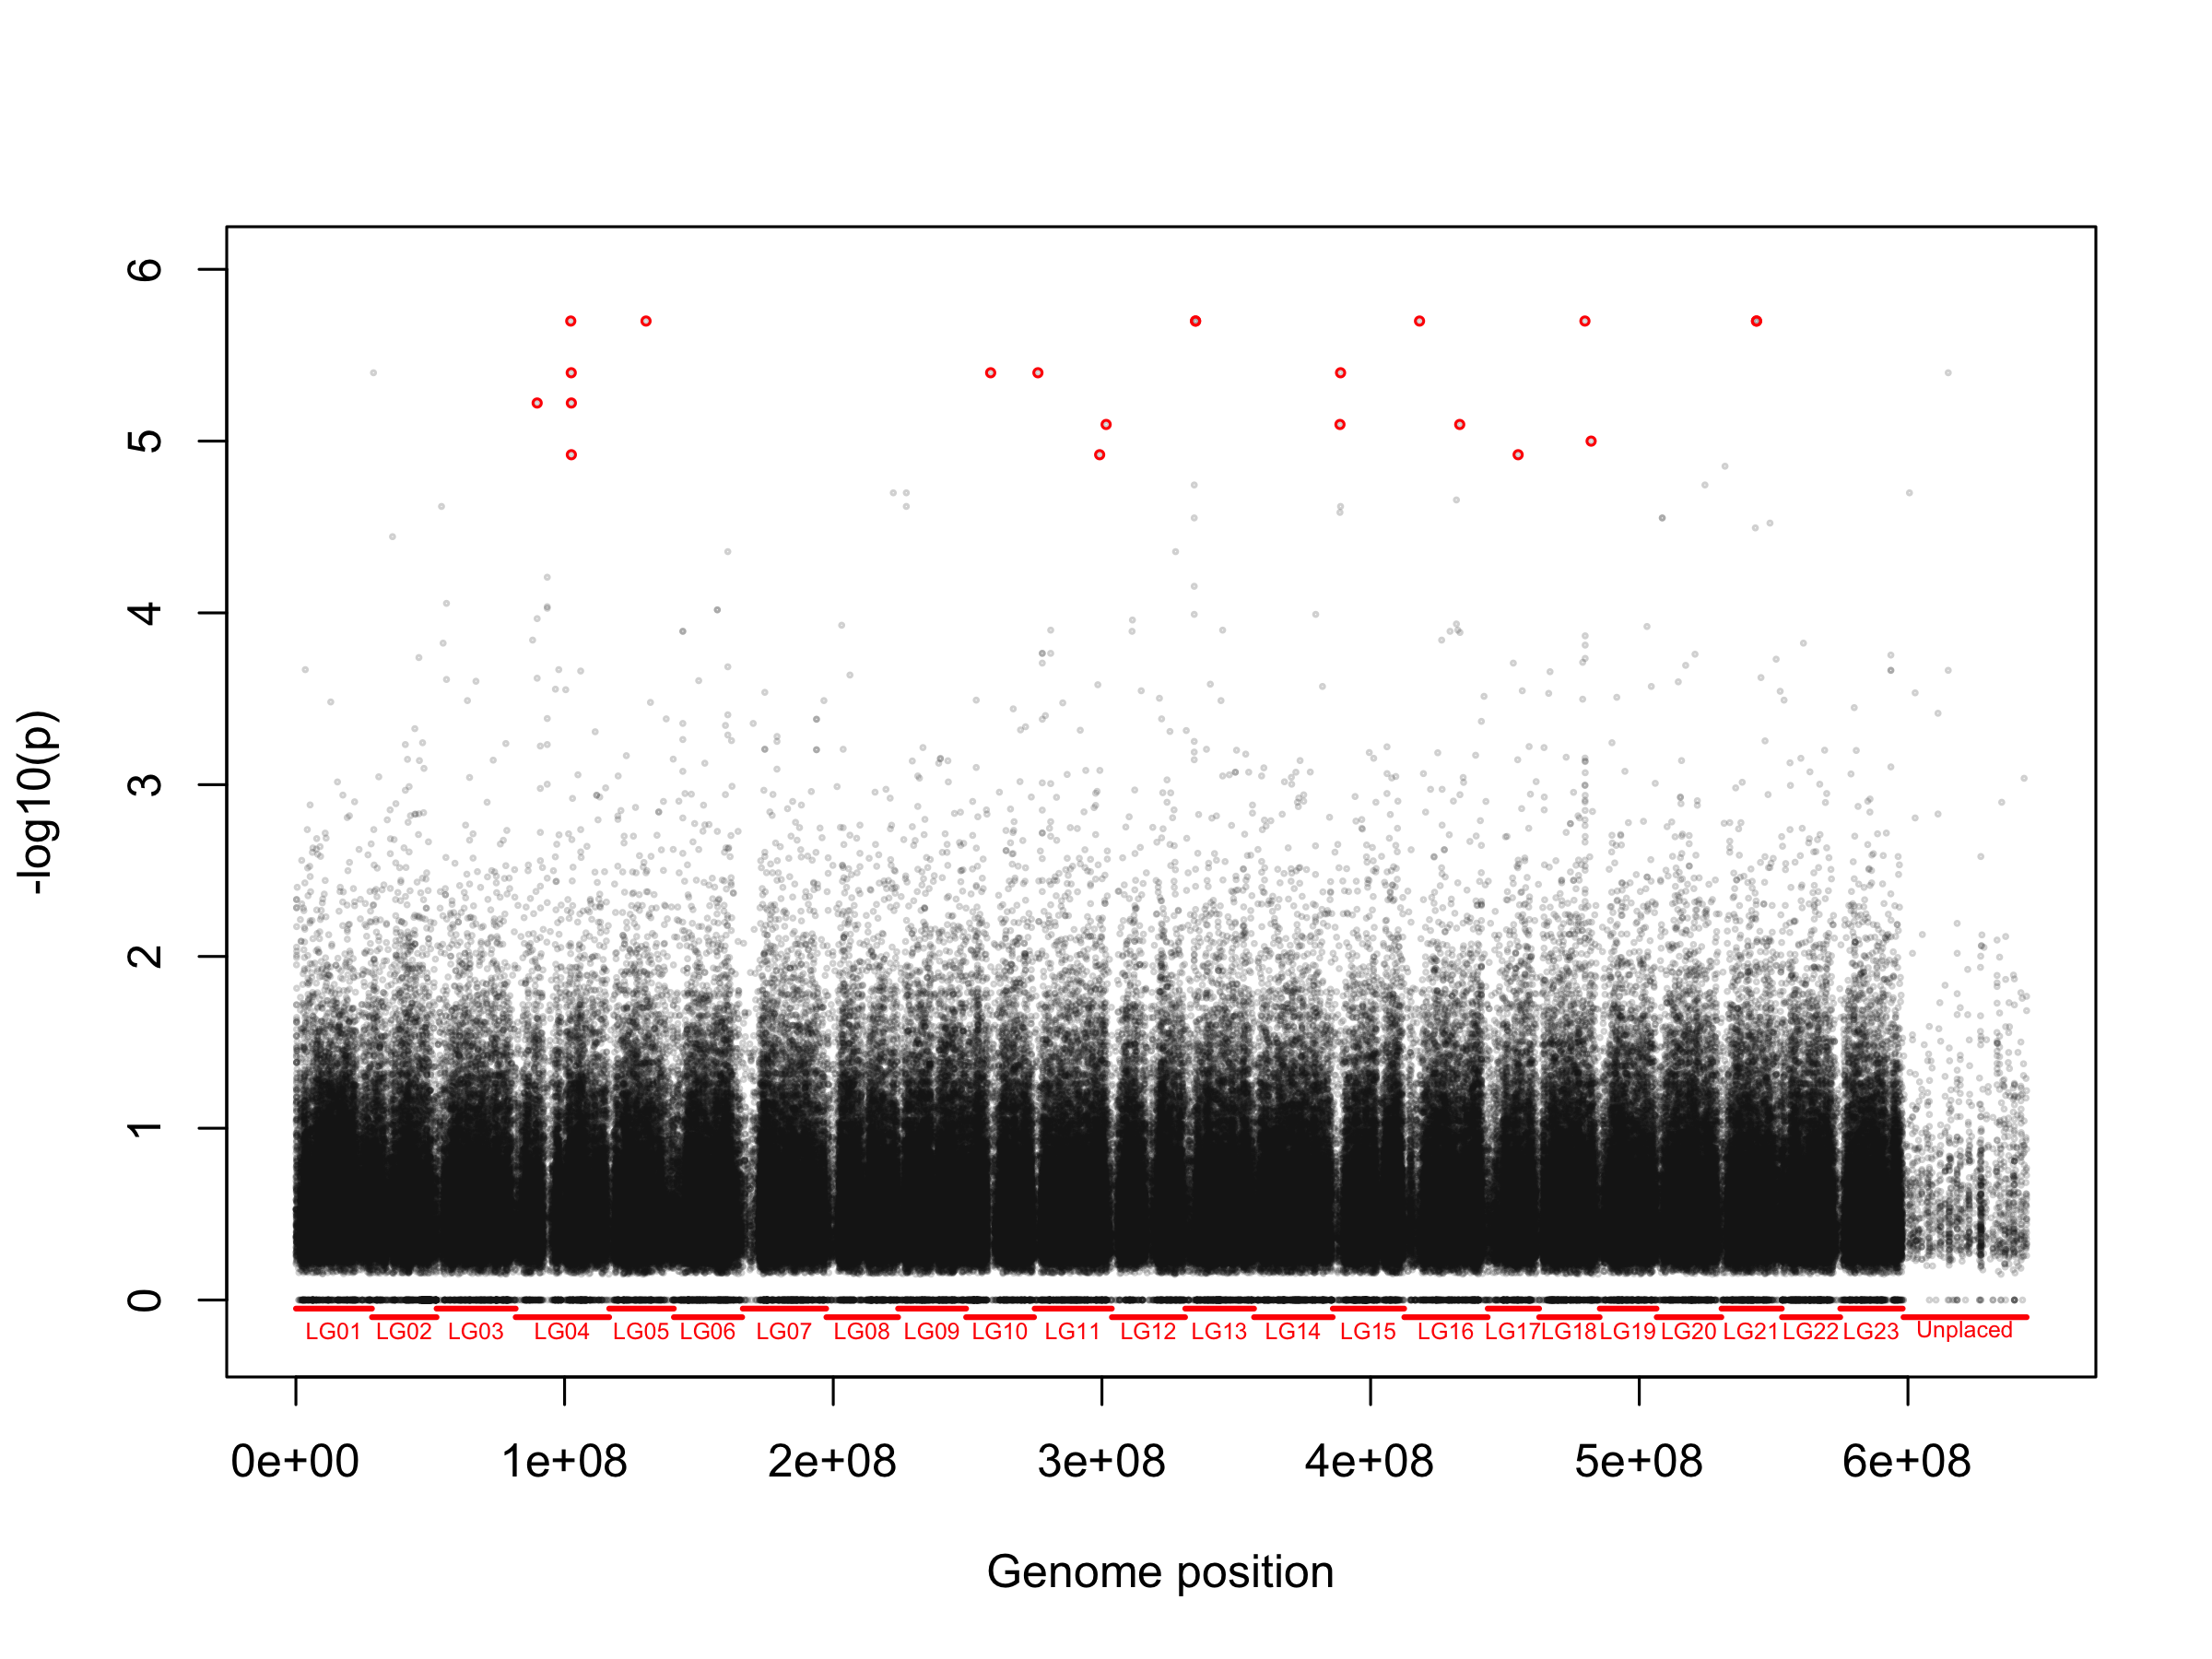 -log10(p)
6
5
4
3
2
1
0
LG01 LG02 LG03 LG04 LG05 LG06 LG07 LG08 LG09 LG10 LG11 LG12 LG13 LG14 LG15 LG16 LG17 LG18 LG19 LG20 LG21 LG22 LG23 Unplaced
0e+00 1e+08 2e+08 3e+08 4e+08 5e+08 6e+08
Genome position